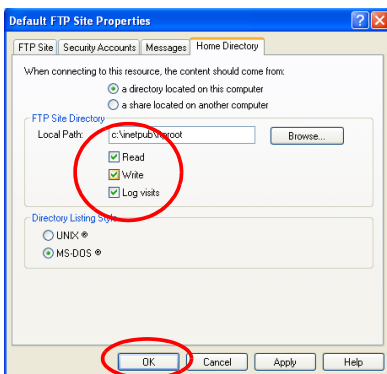 Default FTP Site Properties
FTP Site Security Accounts Messages Home Directory
When connecting to this resource, the content should come from:
a directory located on this computer
a share located on another computer
FTP Site Directory
Local Path: c:\inetpub\ftproot Browse...
Read
Write
Log visits
Directory Listing Style
UNIX ®
MS-DOS ®
OK Cancel Apply Help